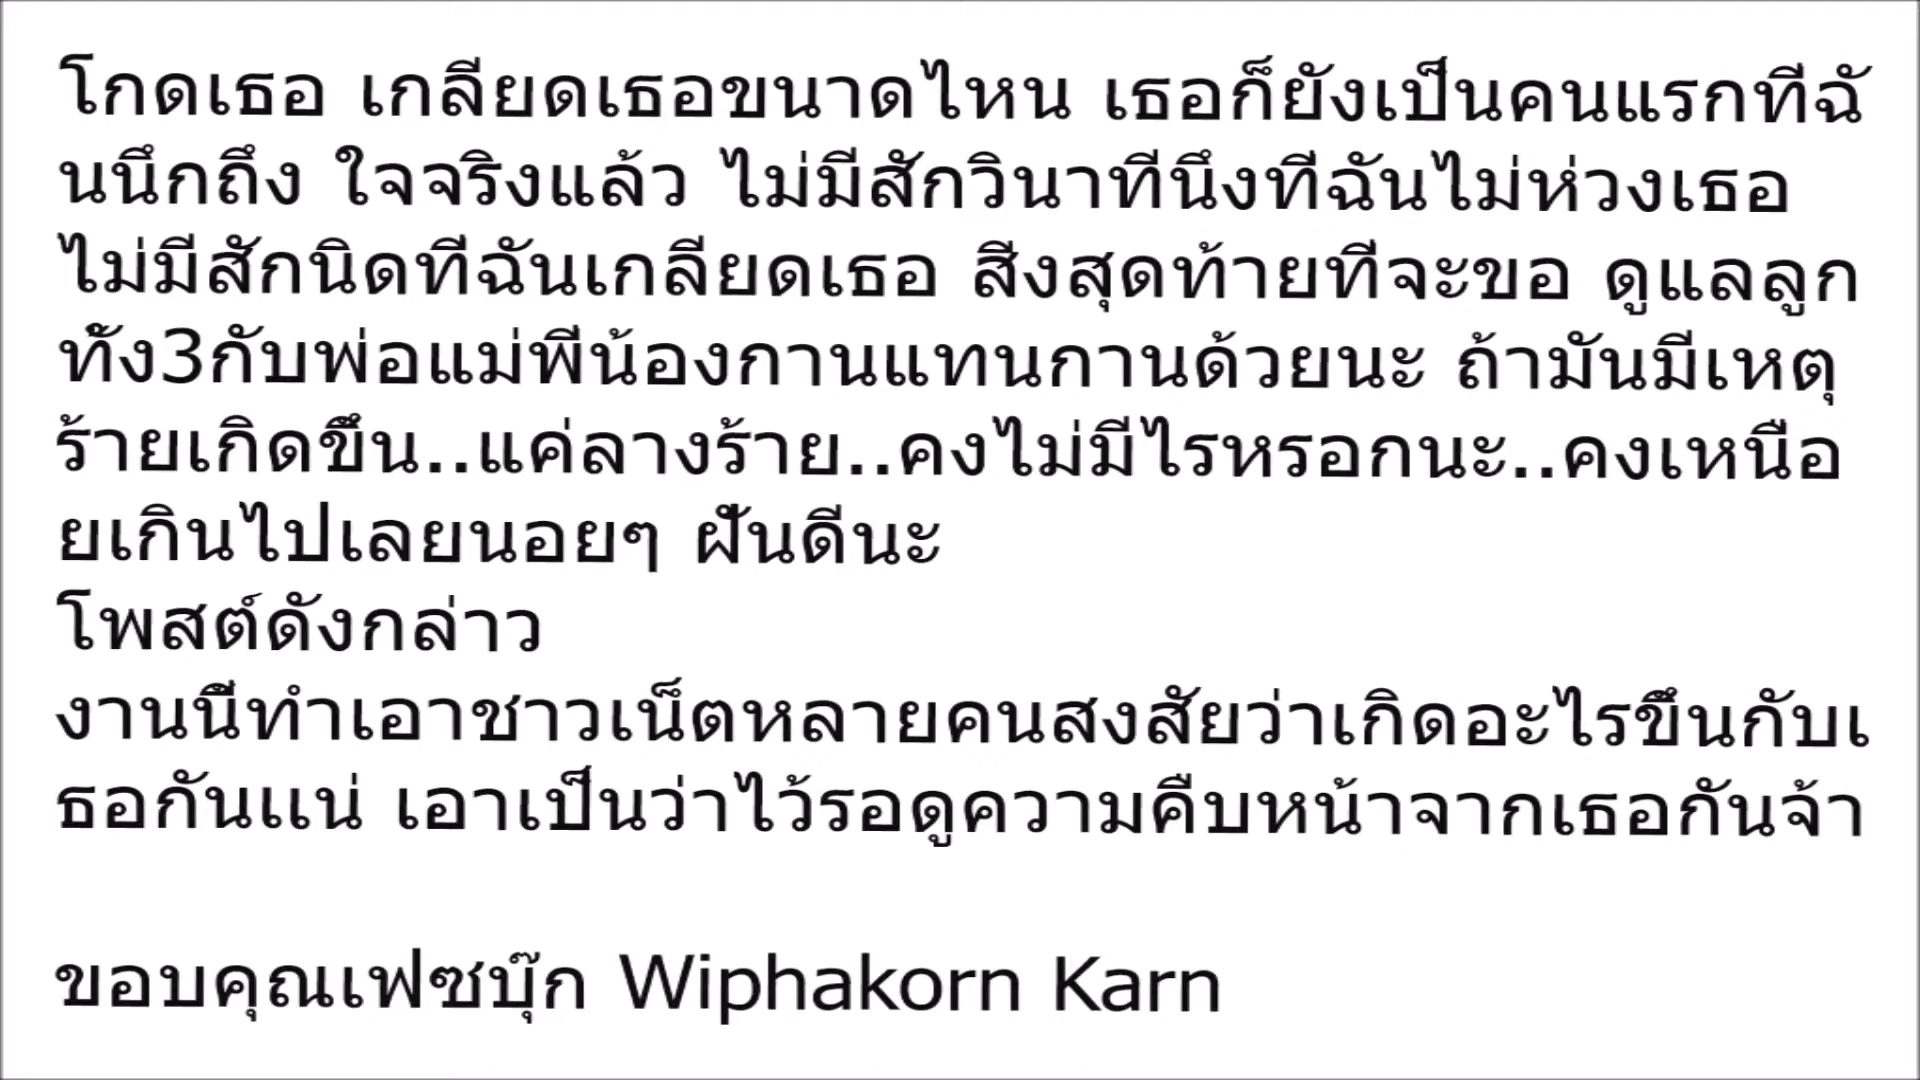 โกดเธอ เกลียดเธอขนาดไหน เธอก็ยังเป็นคนแรกที่ฉั
นนึกถึง ใจจริงแล้ว ไม่มีสักวินาทีนึงที่ฉันไม่ห่วงเธอ
ไม่มีสักนิดที่ฉันเกลียดเธอ สิ่งสุดท้ายที่จะขอ ดูแลลูก
ทั้ง3กับพ่อแม่พี่น้องกานแทนกานด้วยนะ ถ้ามันมีเหตุ
ร้ายเกิดขึ้น..แค่ลางร้าย..คงไม่มีไรหรอกนะ..คงเหนื่อ
ยเกินไปเลยนอยๆ ฝันดีนะ
โพสต์ดังกล่าว
งานนี้ทำเอาชาวเน็ตหลายคนสงสัยว่าเกิดอะไรขึ้นกับเ
ธอกันแน่ เอาเป็นว่าไว้รอดูความคืบหน้าจากเธอกันจ้า
ขอบคุณเฟซบุ๊ก Wiphakorn Karn